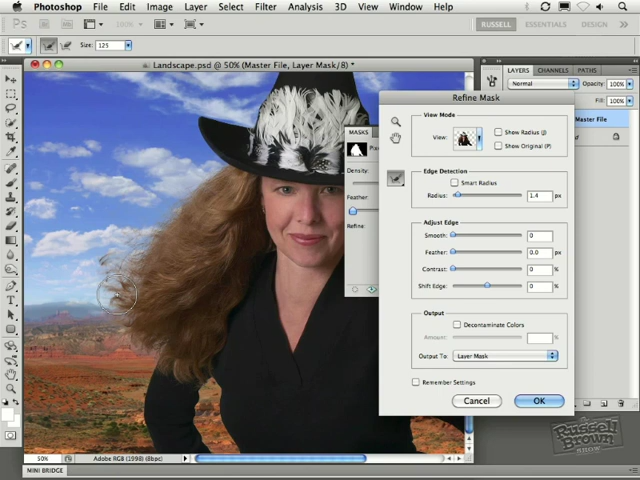 Photoshop File Edit Image Layer Select Filter Analysis 3D View Window Help
Ps 100% RUSSELL ESSENTIALS DESIGN
Size: 125
Landscape.psd @ 50% (Master File, Layer Mask/8) *
LAYERS CHANNELS PATHS
Normal Opacity: 100%
Fill: 100%
Master File
MASKS
Density:
Feather:
Refine:
Refine Mask
View Mode
View: Show Radius (J)
Show Original (P)
Edge Detection
Smart Radius
Radius: 1.4 px
Adjust Edge
Smooth: 0
Feather: 0.0 px
Contrast: 0 %
Shift Edge: 0 %
Output
Decontaminate Colors
Amount: %
Output To: Layer Mask
Remember Settings
Cancel OK
The Russell Brown SHOW
50% Adobe RGB (1998) (8bpc)
MINI BRIDGE